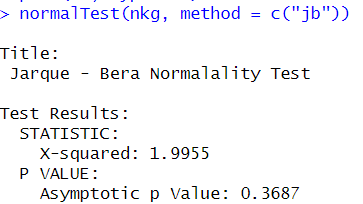 > normalTest(nkg, method = c("jb"))
Title:
Jarque - Bera Normalality Test
Test Results:
STATISTIC:
X-squared: 1.9955
P VALUE:
Asymptotic p Value: 0.3687